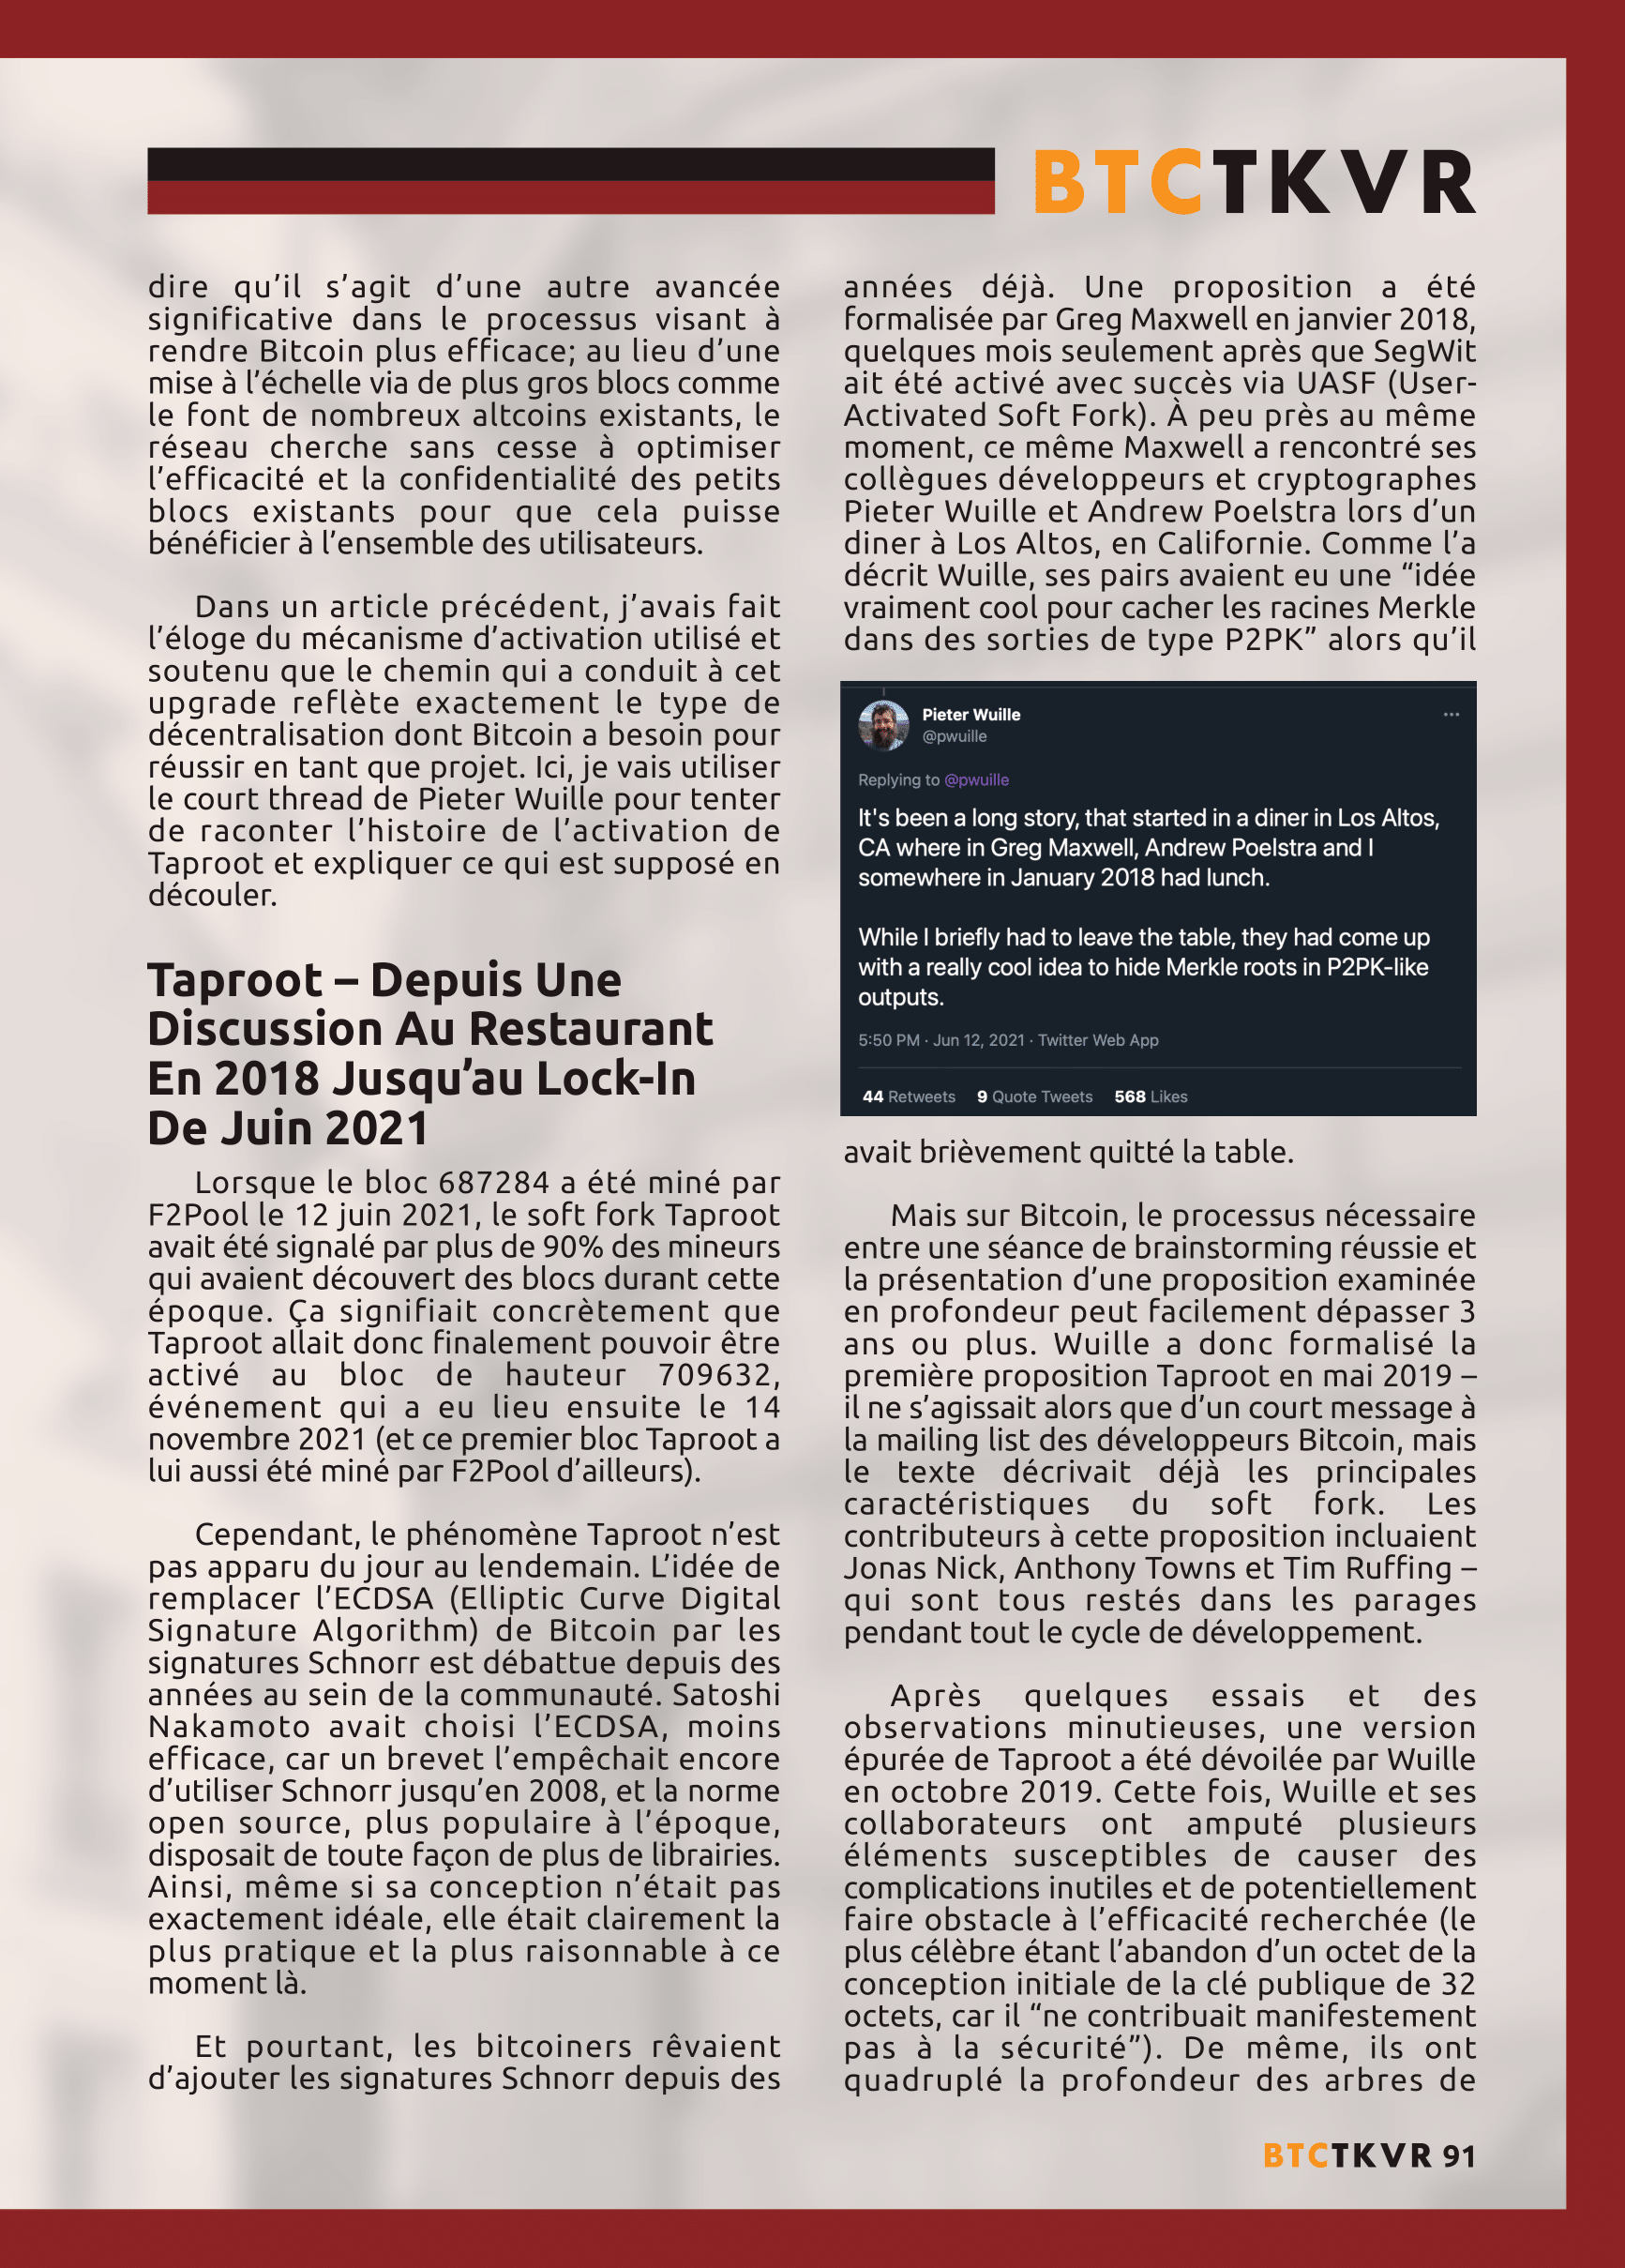 BTCTKVR
dire qu’il s’agit d’une autre avancée
significative dans le processus visant à
rendre Bitcoin plus efficace; au lieu d’une
mise à l’échelle via de plus gros blocs comme
le font de nombreux altcoins existants, le
réseau cherche sans cesse à optimiser
l’efficacité et la confidentialité des petits
blocs existants pour que cela puisse
bénéficier à l’ensemble des utilisateurs.
Dans un article précédent, j’avais fait
l’éloge du mécanisme d’activation utilisé et
soutenu que le chemin qui a conduit à cet
upgrade reflète exactement le type de
décentralisation dont Bitcoin a besoin pour
réussir en tant que projet. Ici, je vais utiliser
le court thread de Pieter Wuille pour tenter
de raconter l’histoire de l’activation de
Taproot et expliquer ce qui est supposé en
découler.
Taproot – Depuis Une
Discussion Au Restaurant
En 2018 Jusqu’au Lock-In
De Juin 2021
Lorsque le bloc 687284 a été miné par
F2Pool le 12 juin 2021, le soft fork Taproot
avait été signalé par plus de 90% des mineurs
qui avaient découvert des blocs durant cette
époque. Ça signifiait concrètement que
Taproot allait donc finalement pouvoir être
activé au bloc de hauteur 709632,
événement qui a eu lieu ensuite le 14
novembre 2021 (et ce premier bloc Taproot a
lui aussi été miné par F2Pool d’ailleurs).
Cependant, le phénomène Taproot n’est
pas apparu du jour au lendemain. L’idée de
remplacer l’ECDSA (Elliptic Curve Digital
Signature Algorithm) de Bitcoin par les
signatures Schnorr est débattue depuis des
années au sein de la communauté. Satoshi
Nakamoto avait choisi l’ECDSA, moins
efficace, car un brevet l’empêchait encore
d’utiliser Schnorr jusqu’en 2008, et la norme
open source, plus populaire à l’époque,
disposait de toute façon de plus de librairies.
Ainsi, même si sa conception n’était pas
exactement idéale, elle était clairement la
plus pratique et la plus raisonnable à ce
moment là.
Et pourtant, les bitcoiners rêvaient
d’ajouter les signatures Schnorr depuis des
années déjà. Une proposition a été
formalisée par Greg Maxwell en janvier 2018,
quelques mois seulement après que SegWit
ait été activé avec succès via UASF (User-
Activated Soft Fork). À peu près au même
moment, ce même Maxwell a rencontré ses
collègues développeurs et cryptographes
Pieter Wuille et Andrew Poelstra lors d’un
diner à Los Altos, en Californie. Comme l’a
décrit Wuille, ses pairs avaient eu une “idée
vraiment cool pour cacher les racines Merkle
dans des sorties de type P2PK” alors qu’il
Pieter Wuille
@pwuille
Replying to @pwuille
It's been a long story, that started in a diner in Los Altos,
CA where in Greg Maxwell, Andrew Poelstra and I
somewhere in January 2018 had lunch.
While I briefly had to leave the table, they had come up
with a really cool idea to hide Merkle roots in P2PK-like
outputs.
5:50 PM · Jun 12, 2021 · Twitter Web App
44 Retweets 9 Quote Tweets 568 Likes
avait brièvement quitté la table.
Mais sur Bitcoin, le processus nécessaire
entre une séance de brainstorming réussie et
la présentation d’une proposition examinée
en profondeur peut facilement dépasser 3
ans ou plus. Wuille a donc formalisé la
première proposition Taproot en mai 2019 –
il ne s’agissait alors que d’un court message à
la mailing list des développeurs Bitcoin, mais
le texte décrivait déjà les principales
caractéristiques du soft fork. Les
contributeurs à cette proposition incluaient
Jonas Nick, Anthony Towns et Tim Ruffing –
qui sont tous restés dans les parages
pendant tout le cycle de développement.
Après quelques essais et des
observations minutieuses, une version
épurée de Taproot a été dévoilée par Wuille
en octobre 2019. Cette fois, Wuille et ses
collaborateurs ont amputé plusieurs
éléments susceptibles de causer des
complications inutiles et de potentiellement
faire obstacle à l’efficacité recherchée (le
plus célèbre étant l’abandon d’un octet de la
conception initiale de la clé publique de 32
octets, car il “ne contribuait manifestement
pas à la sécurité”). De même, ils ont
quadruplé la profondeur des arbres de
BTCTKVR 91